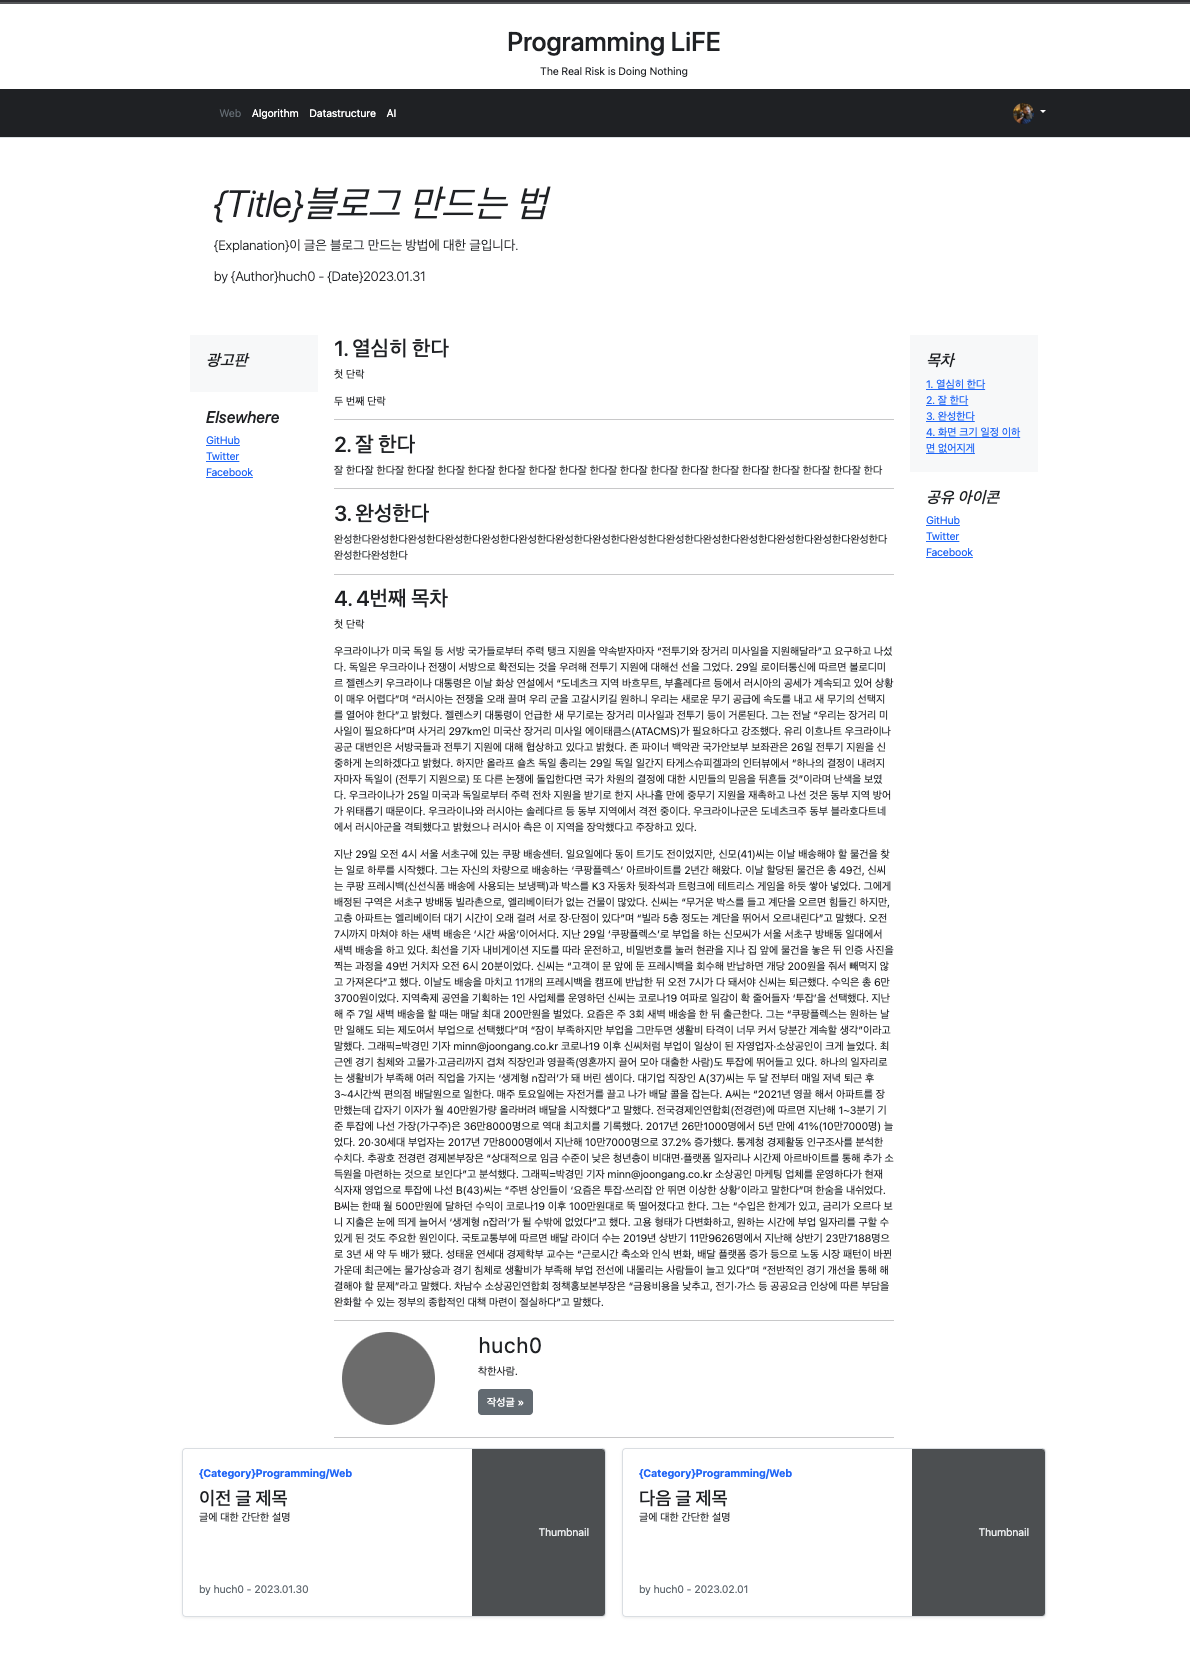 Programming LiFE
The Real Risk is Doing Nothing
Web Algorithm Datastructure AI
{Title}블로그 만드는 법
{Explanation}이 글은 블로그 만드는 방법에 대한 글입니다.
by {Author}huch0 - {Date}2023.01.31
광고판
Elsewhere
GitHub
Twitter
Facebook
1. 열심히 한다
첫 단락
두 번째 단락
2. 잘 한다
잘 한다잘 한다잘 한다잘 한다잘 한다잘 한다잘 한다잘 한다잘 한다잘 한다잘 한다잘 한다잘 한다잘 한다잘 한다잘 한다잘 한다잘 한다
3. 완성한다
완성한다완성한다완성한다완성한다완성한다완성한다완성한다완성한다완성한다완성한다완성한다완성한다완성한다완성한다완성한다
완성한다완성한다
4. 4번째 목차
첫 단락
우크라이나가 미국 독일 등 서방 국가들로부터 주력 탱크 지원을 약속받자마자 “전투기와 장거리 미사일을 지원해달라”고 요구하고 나섰
다. 독일은 우크라이나 전쟁이 서방으로 확전되는 것을 우려해 전투기 지원에 대해선 선을 그었다. 29일 로이터통신에 따르면 볼로디미
르 젤렌스키 우크라이나 대통령은 이날 화상 연설에서 “도네츠크 지역 바흐무트, 부흘레다르 등에서 러시아의 공세가 계속되고 있어 상황
이 매우 어렵다”며 “러시아는 전쟁을 오래 끌며 우리 군을 고갈시키길 원하니 우리는 새로운 무기 공급에 속도를 내고 새 무기의 선택지
를 열어야 한다”고 밝혔다. 젤렌스키 대통령이 언급한 새 무기로는 장거리 미사일과 전투기 등이 거론된다. 그는 전날 “우리는 장거리 미
사일이 필요하다”며 사거리 297km인 미국산 장거리 미사일 에이태큼스(ATACMS)가 필요하다고 강조했다. 유리 이흐나트 우크라이나
공군 대변인은 서방국들과 전투기 지원에 대해 협상하고 있다고 밝혔다. 존 파이너 백악관 국가안보부 보좌관은 26일 전투기 지원을 신
중하게 논의하겠다고 밝혔다. 하지만 올라프 숄츠 독일 총리는 29일 독일 일간지 타게스슈피겔과의 인터뷰에서 “하나의 결정이 내려지
자마자 독일이 (전투기 지원으로) 또 다른 논쟁에 돌입한다면 국가 차원의 결정에 대한 시민들의 믿음을 뒤흔들 것”이라며 난색을 보였
다. 우크라이나가 25일 미국과 독일로부터 주력 전차 지원을 받기로 한지 사나흘 만에 중무기 지원을 재촉하고 나선 것은 동부 지역 방어
가 위태롭기 때문이다. 우크라이나와 러시아는 솔레다르 등 동부 지역에서 격전 중이다. 우크라이나군은 도네츠크주 동부 블라호다트네
에서 러시아군을 격퇴했다고 밝혔으나 러시아 측은 이 지역을 장악했다고 주장하고 있다.
지난 29일 오전 4시 서울 서초구에 있는 쿠팡 배송센터. 일요일에다 동이 트기도 전이었지만, 신모(41)씨는 이날 배송해야 할 물건을 찾
는 일로 하루를 시작했다. 그는 자신의 차량으로 배송하는 ‘쿠팡플렉스’ 아르바이트를 2년간 해왔다. 이날 할당된 물건은 총 49건, 신씨
는 쿠팡 프레시백(신선식품 배송에 사용되는 보냉팩)과 박스를 K3 자동차 뒷좌석과 트렁크에 테트리스 게임을 하듯 쌓아 넣었다. 그에게
배정된 구역은 서초구 방배동 빌라촌으로, 엘리베이터가 없는 건물이 많았다. 신씨는 “무거운 박스를 들고 계단을 오르면 힘들긴 하지만,
고층 아파트는 엘리베이터 대기 시간이 오래 걸려 서로 장·단점이 있다”며 “빌라 5층 정도는 계단을 뛰어서 오르내린다”고 말했다. 오전
7시까지 마쳐야 하는 새벽 배송은 ‘시간 싸움’이어서다. 지난 29일 ‘쿠팡플렉스’로 부업을 하는 신모씨가 서울 서초구 방배동 일대에서
새벽 배송을 하고 있다. 최선을 기자 내비게이션 지도를 따라 운전하고, 비밀번호를 눌러 현관을 지나 집 앞에 물건을 놓은 뒤 인증 사진을
찍는 과정을 49번 거치자 오전 6시 20분이었다. 신씨는 “고객이 문 앞에 둔 프레시백을 회수해 반납하면 개당 200원을 줘서 빼먹지 않
고 가져온다”고 했다. 이날도 배송을 마치고 11개의 프레시백을 캠프에 반납한 뒤 오전 7시가 다 돼서야 신씨는 퇴근했다. 수익은 총 6만
3700원이었다. 지역축제 공연을 기획하는 1인 사업체를 운영하던 신씨는 코로나19 여파로 일감이 확 줄어들자 ‘투잡’을 선택했다. 지난
해 주 7일 새벽 배송을 할 때는 매달 최대 200만원을 벌었다. 요즘은 주 3회 새벽 배송을 한 뒤 출근한다. 그는 “쿠팡플렉스는 원하는 날
만 일해도 되는 제도여서 부업으로 선택했다”며 “잠이 부족하지만 부업을 그만두면 생활비 타격이 너무 커서 당분간 계속할 생각”이라고
말했다. 그래픽=박경민 기자 minn@joongang.co.kr 코로나19 이후 신씨처럼 부업이 일상이 된 자영업자·소상공인이 크게 늘었다. 최
근엔 경기 침체와 고물가·고금리까지 겹쳐 직장인과 영끌족(영혼까지 끌어 모아 대출한 사람)도 투잡에 뛰어들고 있다. 하나의 일자리로
는 생활비가 부족해 여러 직업을 가지는 ‘생계형 n잡러’가 돼 버린 셈이다. 대기업 직장인 A(37)씨는 두 달 전부터 매일 저녁 퇴근 후
3~4시간씩 편의점 배달원으로 일한다. 매주 토요일에는 자전거를 끌고 나가 배달 콜을 잡는다. A씨는 “2021년 영끌 해서 아파트를 장
만했는데 갑자기 이자가 월 40만원가량 올라버려 배달을 시작했다”고 말했다. 전국경제인연합회(전경련)에 따르면 지난해 1~3분기 기
준 투잡에 나선 가장(가구주)은 36만8000명으로 역대 최고치를 기록했다. 2017년 26만1000명에서 5년 만에 41%(10만7000명) 늘
었다. 20·30세대 부업자는 2017년 7만8000명에서 지난해 10만7000명으로 37.2% 증가했다. 통계청 경제활동 인구조사를 분석한
수치다. 추광호 전경련 경제본부장은 “상대적으로 임금 수준이 낮은 청년층이 비대면·플랫폼 일자리나 시간제 아르바이트를 통해 추가 소
득원을 마련하는 것으로 보인다”고 분석했다. 그래픽=박경민 기자 minn@joongang.co.kr 소상공인 마케팅 업체를 운영하다가 현재
식자재 영업으로 투잡에 나선 B(43)씨는 “주변 상인들이 ‘요즘은 투잡·쓰리잡 안 뛰면 이상한 상황’이라고 말한다”며 한숨을 내쉬었다.
B씨는 한때 월 500만원에 달하던 수익이 코로나19 이후 100만원대로 뚝 떨어졌다고 한다. 그는 “수입은 한계가 있고, 금리가 오르다 보
니 지출은 눈에 띄게 늘어서 ‘생계형 n잡러’가 될 수밖에 없었다”고 했다. 고용 형태가 다변화하고, 원하는 시간에 부업 일자리를 구할 수
있게 된 것도 주요한 원인이다. 국토교통부에 따르면 배달 라이더 수는 2019년 상반기 11만9626명에서 지난해 상반기 23만7188명으
로 3년 새 약 두 배가 됐다. 성태윤 연세대 경제학부 교수는 “근로시간 축소와 인식 변화, 배달 플랫폼 증가 등으로 노동 시장 패턴이 바뀐
가운데 최근에는 물가상승과 경기 침체로 생활비가 부족해 부업 전선에 내몰리는 사람들이 늘고 있다”며 “전반적인 경기 개선을 통해 해
결해야 할 문제”라고 말했다. 차남수 소상공인연합회 정책홍보본부장은 “금융비용을 낮추고, 전기·가스 등 공공요금 인상에 따른 부담을
완화할 수 있는 정부의 종합적인 대책 마련이 절실하다”고 말했다.
목차
1. 열심히 한다
2. 잘 한다
3. 완성한다
4. 화면 크기 일정 이하
면 없어지게
공유 아이콘
GitHub
Twitter
Facebook
huch0
착한사람.
작성글 »
{Category}Programming/Web
이전 글 제목
글에 대한 간단한 설명
by huch0 - 2023.01.30
Thumbnail
{Category}Programming/Web
다음 글 제목
글에 대한 간단한 설명
by huch0 - 2023.02.01
Thumbnail